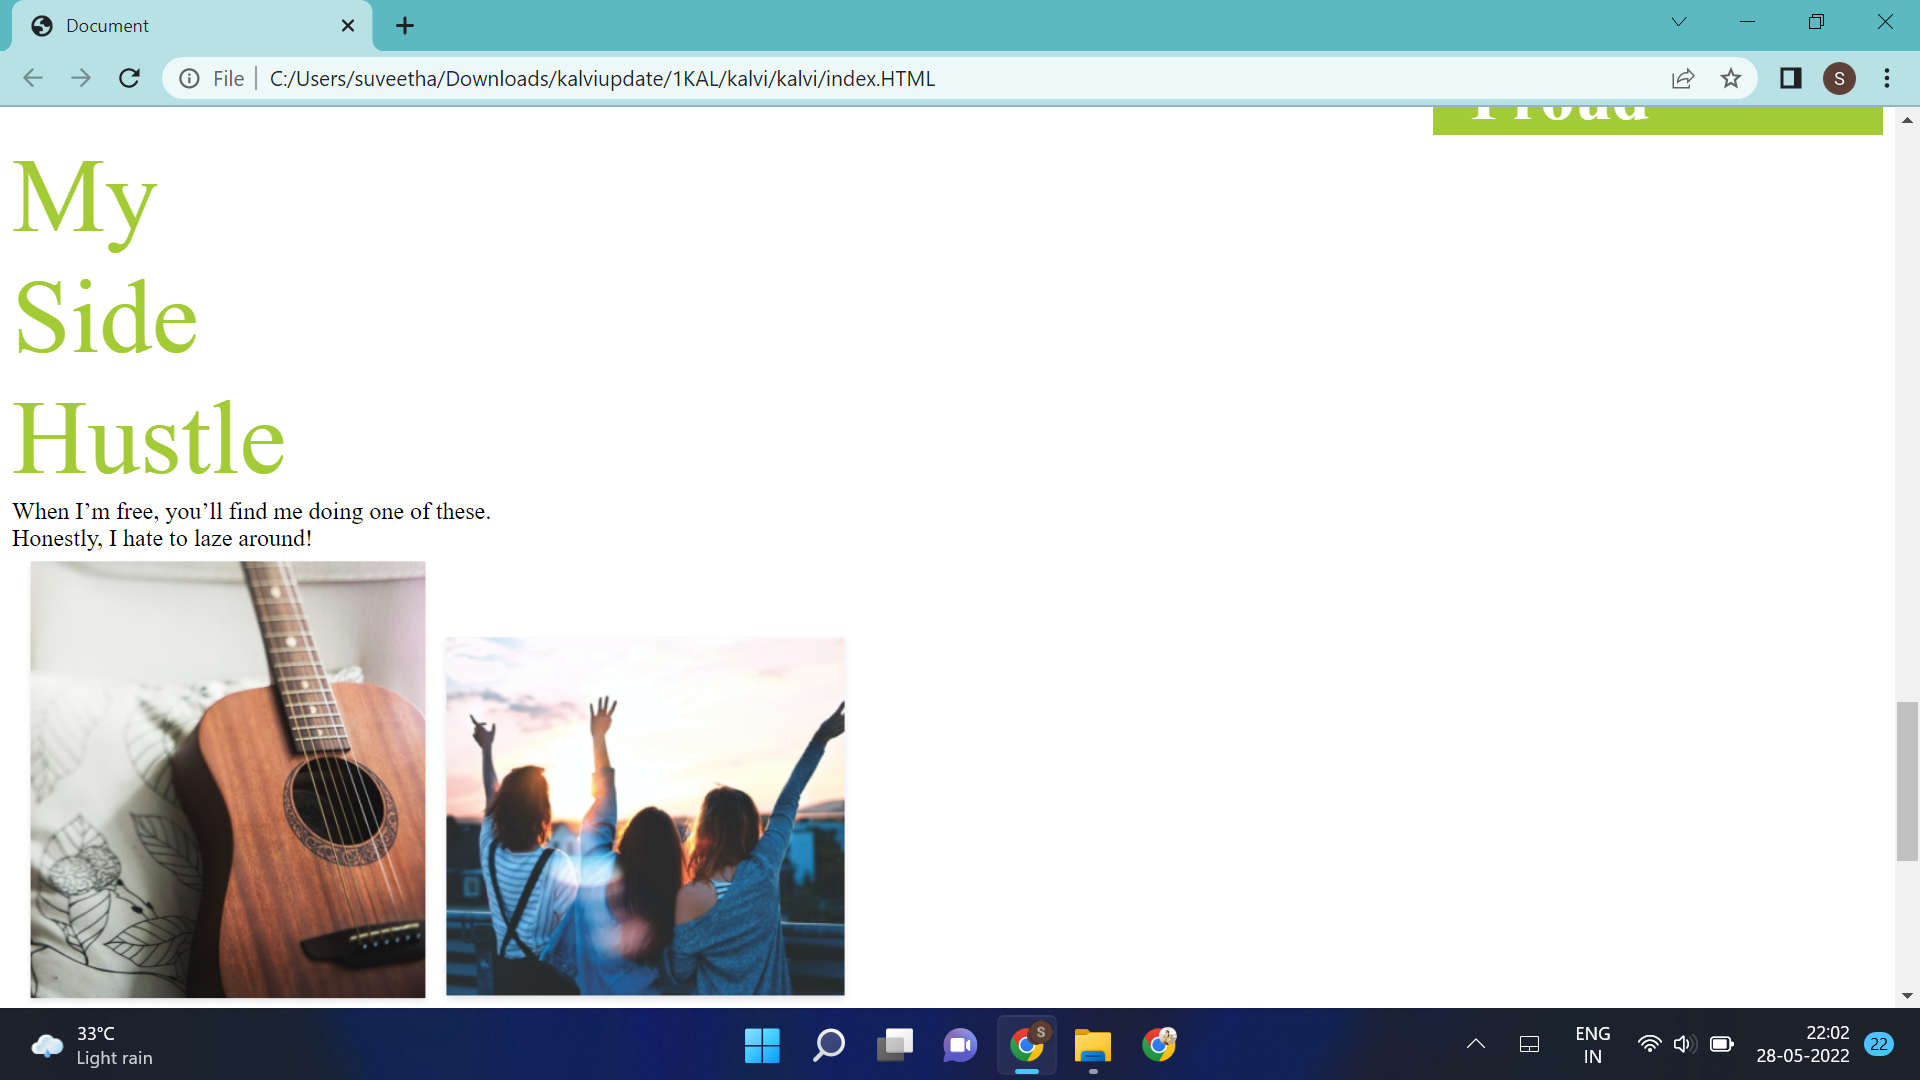 Document
File
C:/Users/suveetha/Downloads/kalviupdate/1KAL/kalvi/kalvi/index.HTML
S
Proud
My
Side
Hustle
When I’m free, you’ll find me doing one of these.
Honestly, I hate to laze around!
33°C
Light rain
S
ENG
IN
22:02
28-05-2022
22